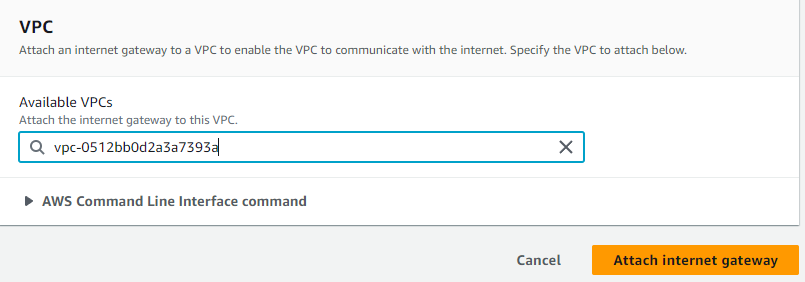 VPC
Attach an internet gateway to a VPC to enable the VPC to communicate with the internet. Specify the VPC to attach below.
Available VPCs
Attach the internet gateway to this VPC.
vpc-0512bb0d2a3a7393a
AWS Command Line Interface command
Cancel Attach internet gateway